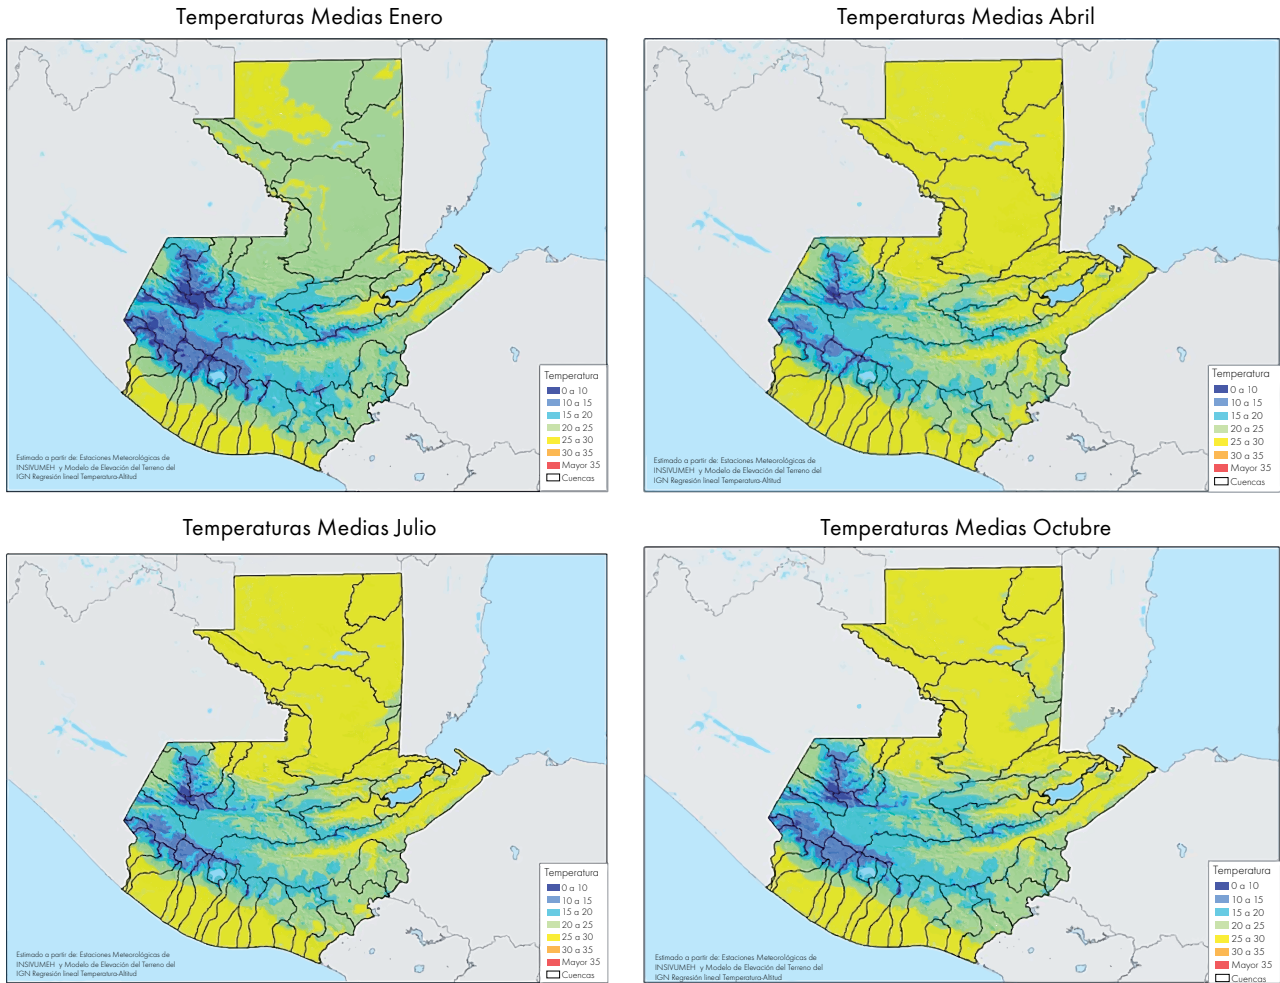 Temperaturas Medias Enero
Temperatura
0 a 10
10 a 15
15 a 20
20 a 25
25 a 30
30 a 35
Mayor 35
Cuencas
Estimado a partir de: Estaciones Meteorológicas de
INSIVUMEH y Modelo de Elevación del Terreno del
IGN Regresión lineal Temperatura-Altitud
Temperaturas Medias Abril
Temperatura
0 a 10
10 a 15
15 a 20
20 a 25
25 a 30
30 a 35
Mayor 35
Cuencas
Estimado a partir de: Estaciones Meteorológicas de
INSIVUMEH y Modelo de Elevación del Terreno del
IGN Regresión lineal Temperatura-Altitud
Temperaturas Medias Julio
Temperatura
0 a 10
10 a 15
15 a 20
20 a 25
25 a 30
30 a 35
Mayor 35
Cuencas
Estimado a partir de: Estaciones Meteorológicas de
INSIVUMEH y Modelo de Elevación del Terreno del
IGN Regresión lineal Temperatura-Altitud
Temperaturas Medias Octubre
Temperatura
0 a 10
10 a 15
15 a 20
20 a 25
25 a 30
30 a 35
Mayor 35
Cuencas
Estimado a partir de: Estaciones Meteorológicas de
INSIVUMEH y Modelo de Elevación del Terreno del
IGN Regresión lineal Temperatura-Altitud